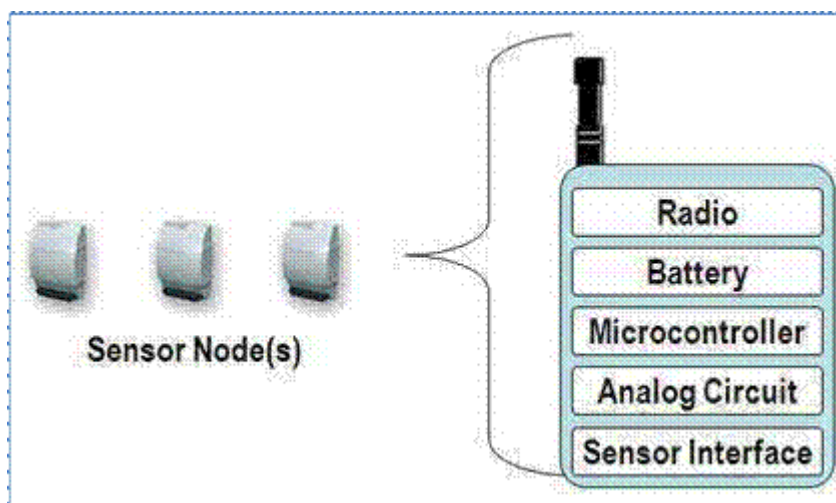 Sensor Node(s)
Radio
Battery
Microcontroller
Analog Circuit
Sensor Interface